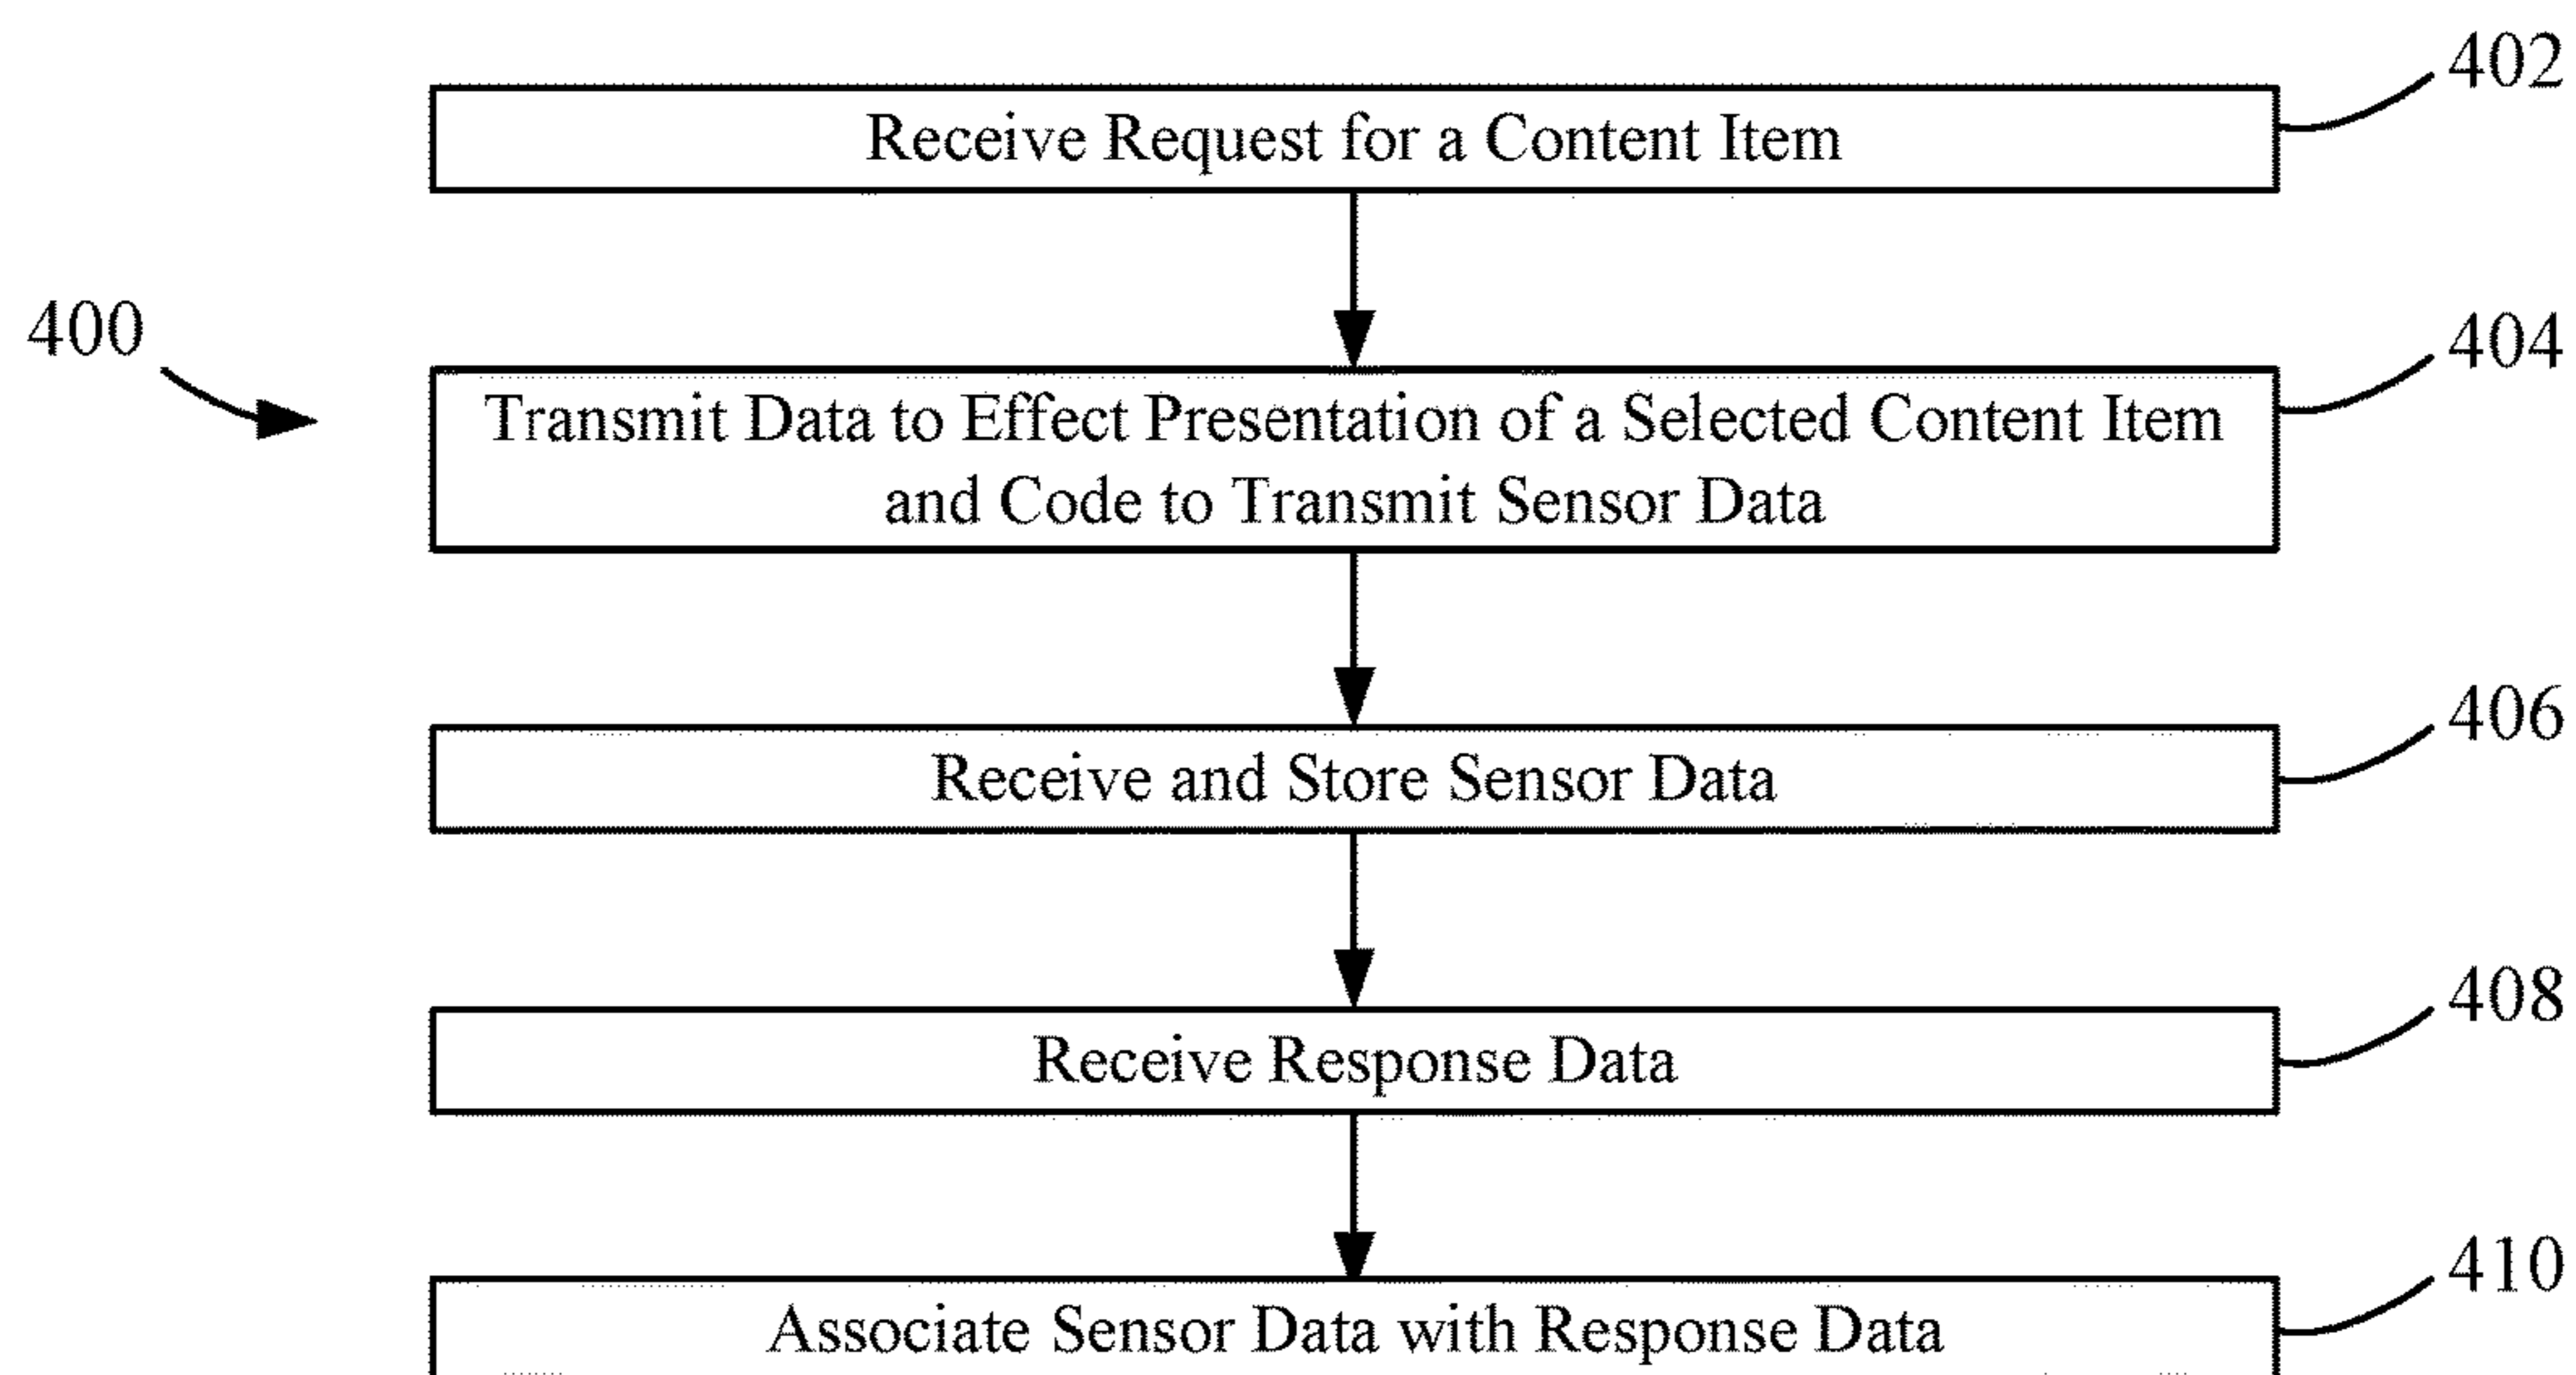 402
Receive Request for a Content Item
400
404
Transmit Data to Effect Presentation of a Selected Content Item
and Code to Transmit Sensor Data
406
Receive and Store Sensor Data
408
Receive Response Data
410
Associate Sensor Data with Response Data